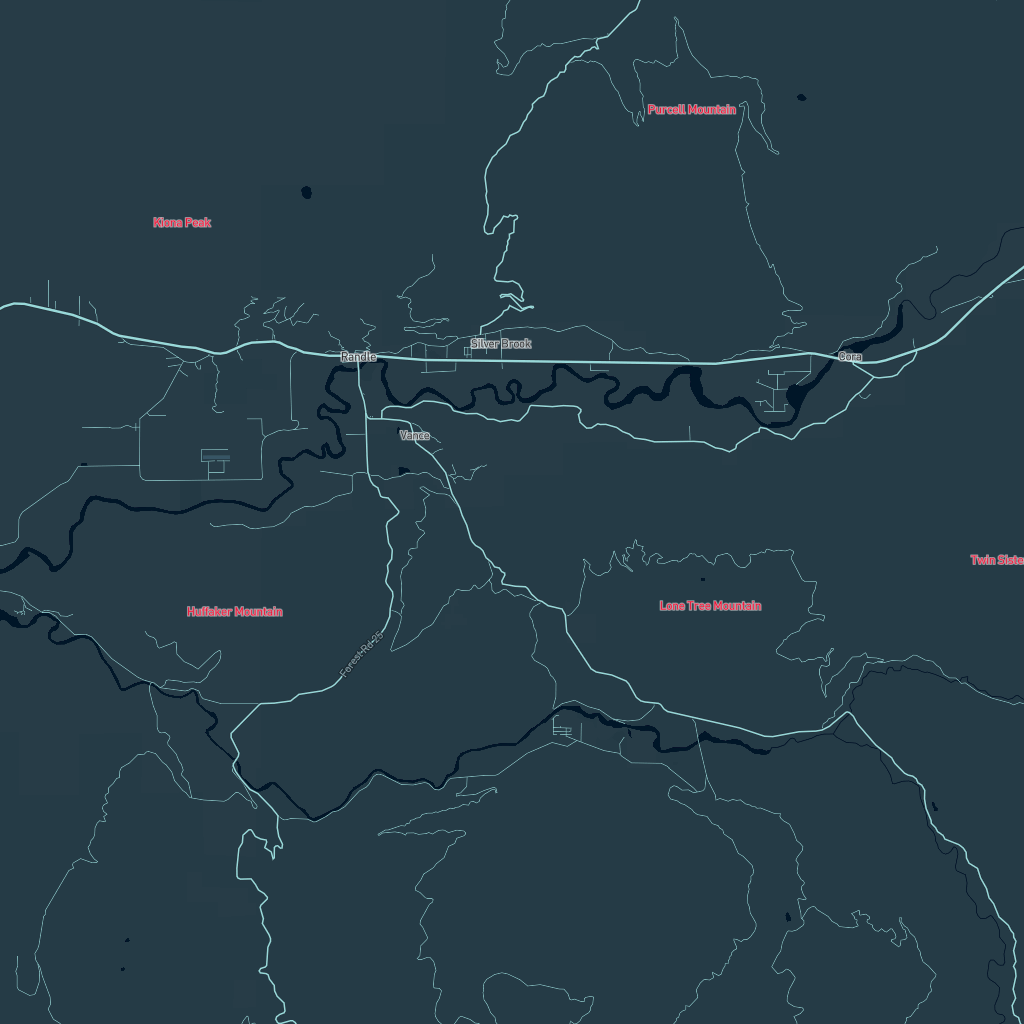 Purcell Mountain
Kiona Peak
Silver Brook
Randle
Cora
Vance
Twin Siste
Lone Tree Mountain
Huffaker Mountain
Forest Rd 25